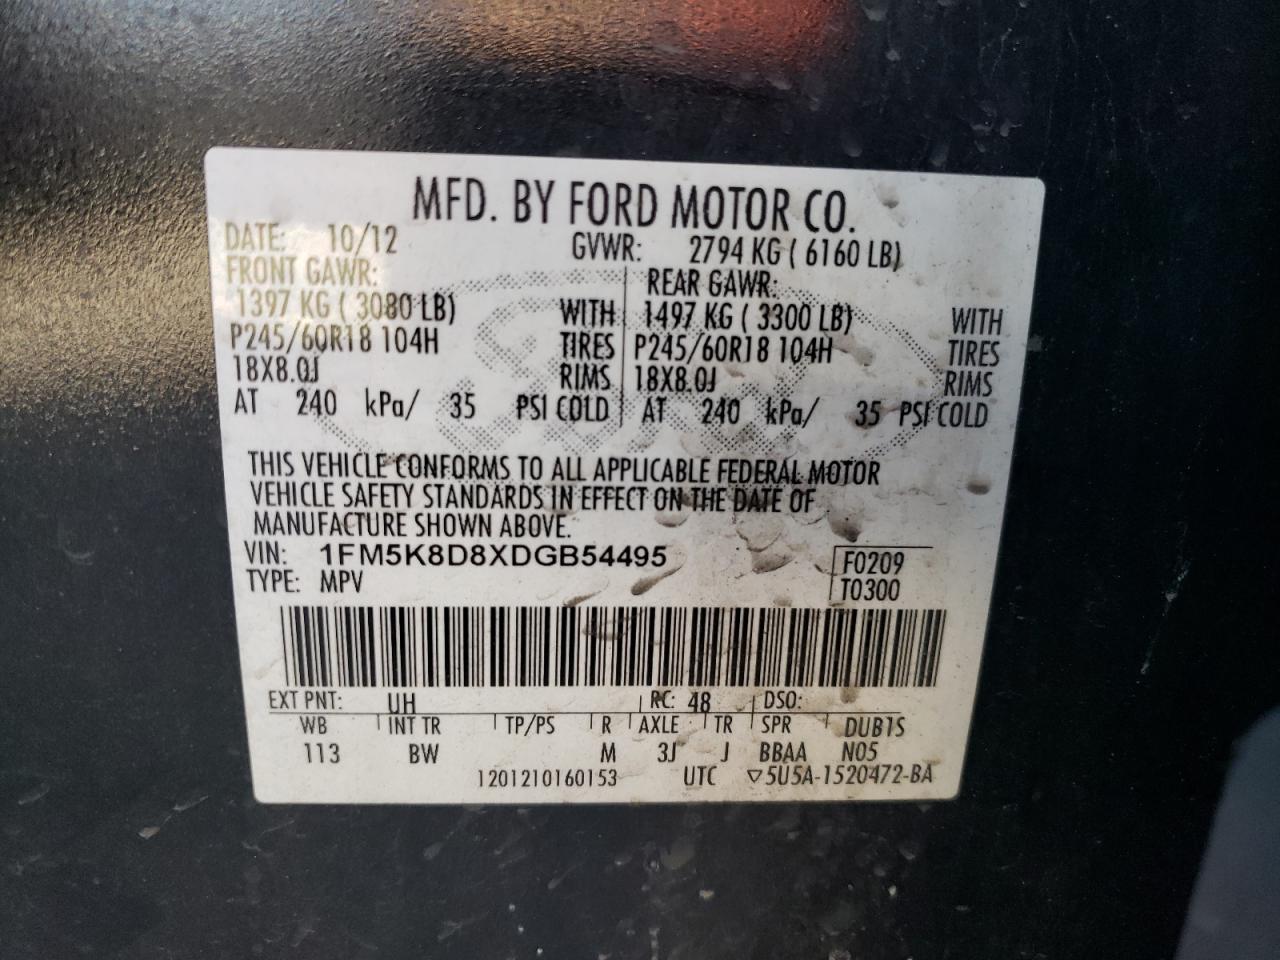 MFD. BY FORD MOTOR CO.
DATE: 10/12 GVWR: 2794 KG ( 6160 LB)
FRONT GAWR: REAR GAWR:
1397 KG ( 3080 LB) WITH 1497 KG ( 3300 LB) WITH
P245/60R18 104H TIRES P245/60R18 104H TIRES
18X8.0J RIMS 18X8.0J RIMS
AT 240 kPa/ 35 PSI COLD AT 240 kPa/ 35 PSI COLD
THIS VEHICLE CONFORMS TO ALL APPLICABLE FEDERAL MOTOR
VEHICLE SAFETY STANDARDS IN EFFECT ON THE DATE OF
MANUFACTURE SHOWN ABOVE.
VIN: 1FM5K8D8XDGB54495 F0209
TYPE: MPV T0300
EXT PNT: UH RC: 48 DSO:
WB INT TR TP/PS R AXLE TR SPR DUB1S
113 BW M 3J J BBAA N05
1201210160153 UTC ▽5U5A-1520472-BA